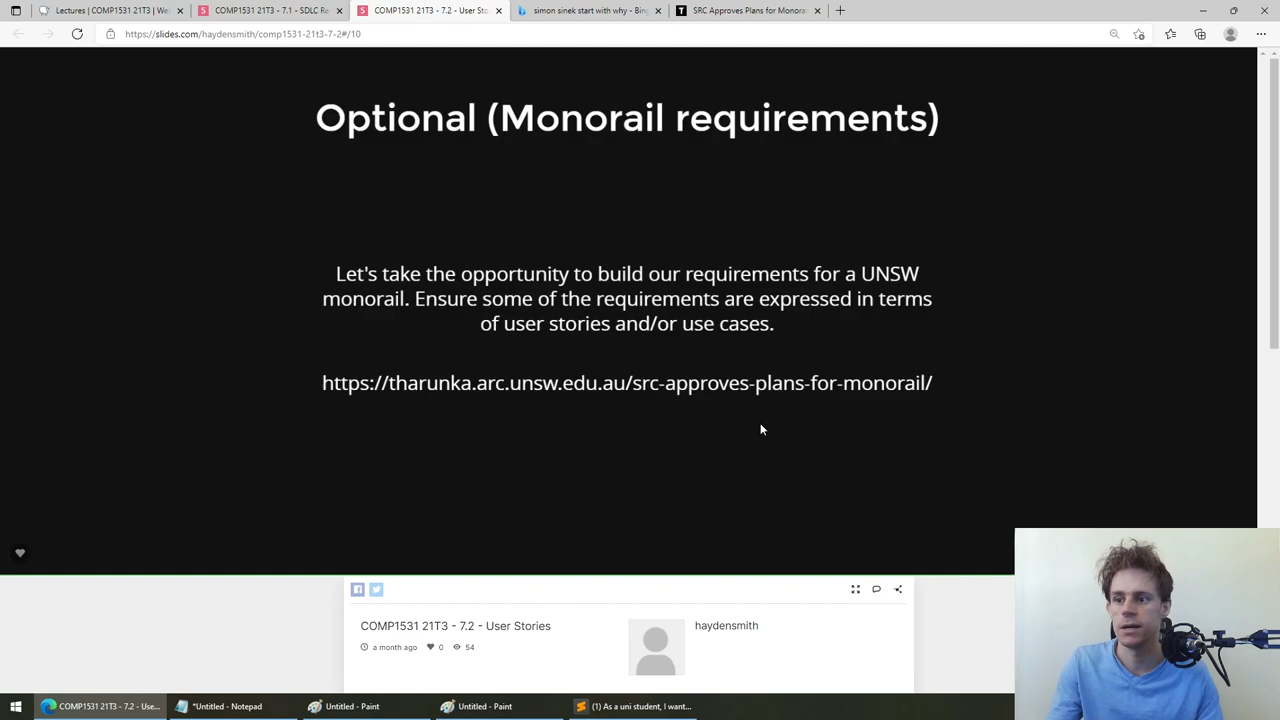 Lectures | COMP1531 21T3 | We
COMP1531 21T3 - 7.1 - SDLC Re
COMP1531 21T3 - 7.2 - User Sto
simon sinek start with why - Bing
SRC Approves Plans for Monorai
https://slides.com/haydensmith/comp1531-21t3-7-2#/10
Optional (Monorail requirements)
Let's take the opportunity to build our requirements for a UNSW
monorail. Ensure some of the requirements are expressed in terms
of user stories and/or use cases.
https://tharunka.arc.unsw.edu.au/src-approves-plans-for-monorail/
COMP1531 21T3 - 7.2 - User Stories
haydensmith
a month ago 0 54
COMP1531 21T3 - 7.2 - Use...
*Untitled - Notepad
Untitled - Paint
Untitled - Paint
(1) As a uni student, I want...